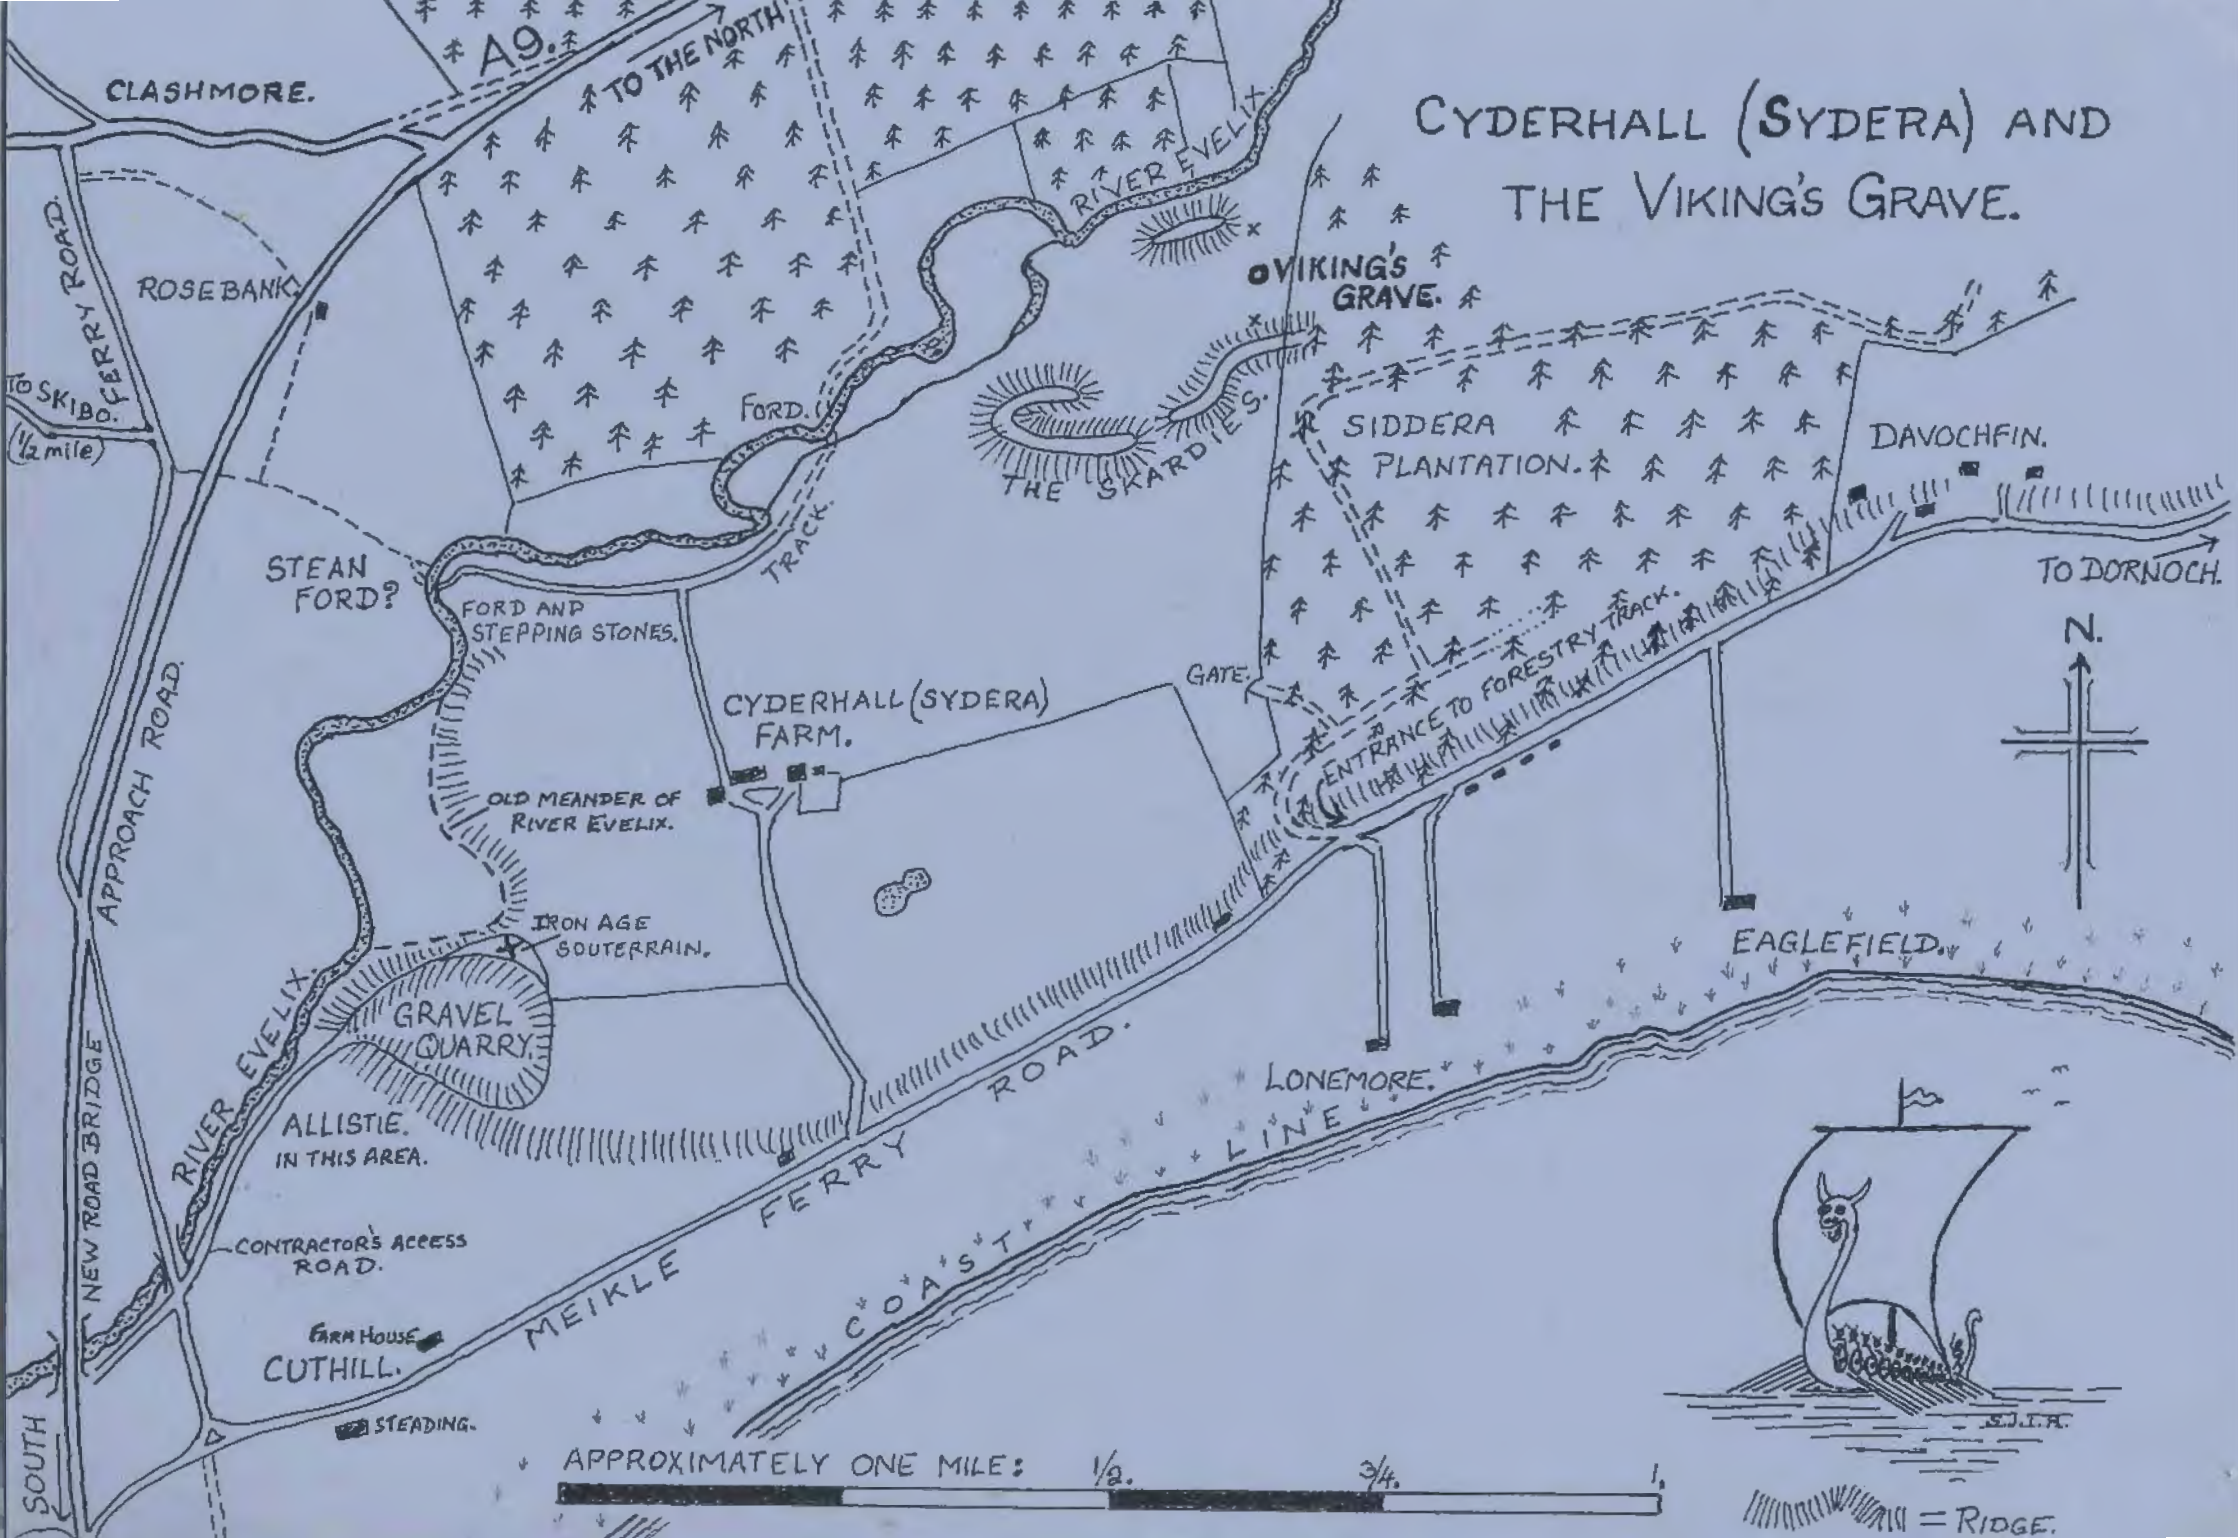 CYDERHALL (SYDERA) AND
THE VIKING'S GRAVE.
A9.
TO THE NORTH
CLASHMORE.
FERRY ROAD.
ROSEBANK.
TO SKIBO.
(1/2 mile)
RIVER EVELIX.
VIKING'S
GRAVE.
FORD.
THE SKARDIES.
SIDDERA
PLANTATION.
DAVOCHFIN.
TO DORNOCH.
N.
STEAN
FORD?
TRACK.
FORD AND
STEPPING STONES.
GATE.
ENTRANCE TO FORESTRY TRACK.
APPROACH ROAD.
CYDERHALL (SYDERA)
FARM.
OLD MEANDER OF
RIVER EVELIX.
IRON AGE
SOUTERRAIN.
EAGLEFIELD.
GRAVEL
QUARRY.
RIVER EVELIX.
NEW ROAD BRIDGE
LONEMORE.
ALLISTIE.
IN THIS AREA.
MEIKLE FERRY ROAD.
COAST LINE
CONTRACTOR'S ACCESS
ROAD.
FARM HOUSE
CUTHILL.
STEADING.
SOUTH
S.J.T.R.
APPROXIMATELY ONE MILE: 1/2. 3/4. 1.
= RIDGE.